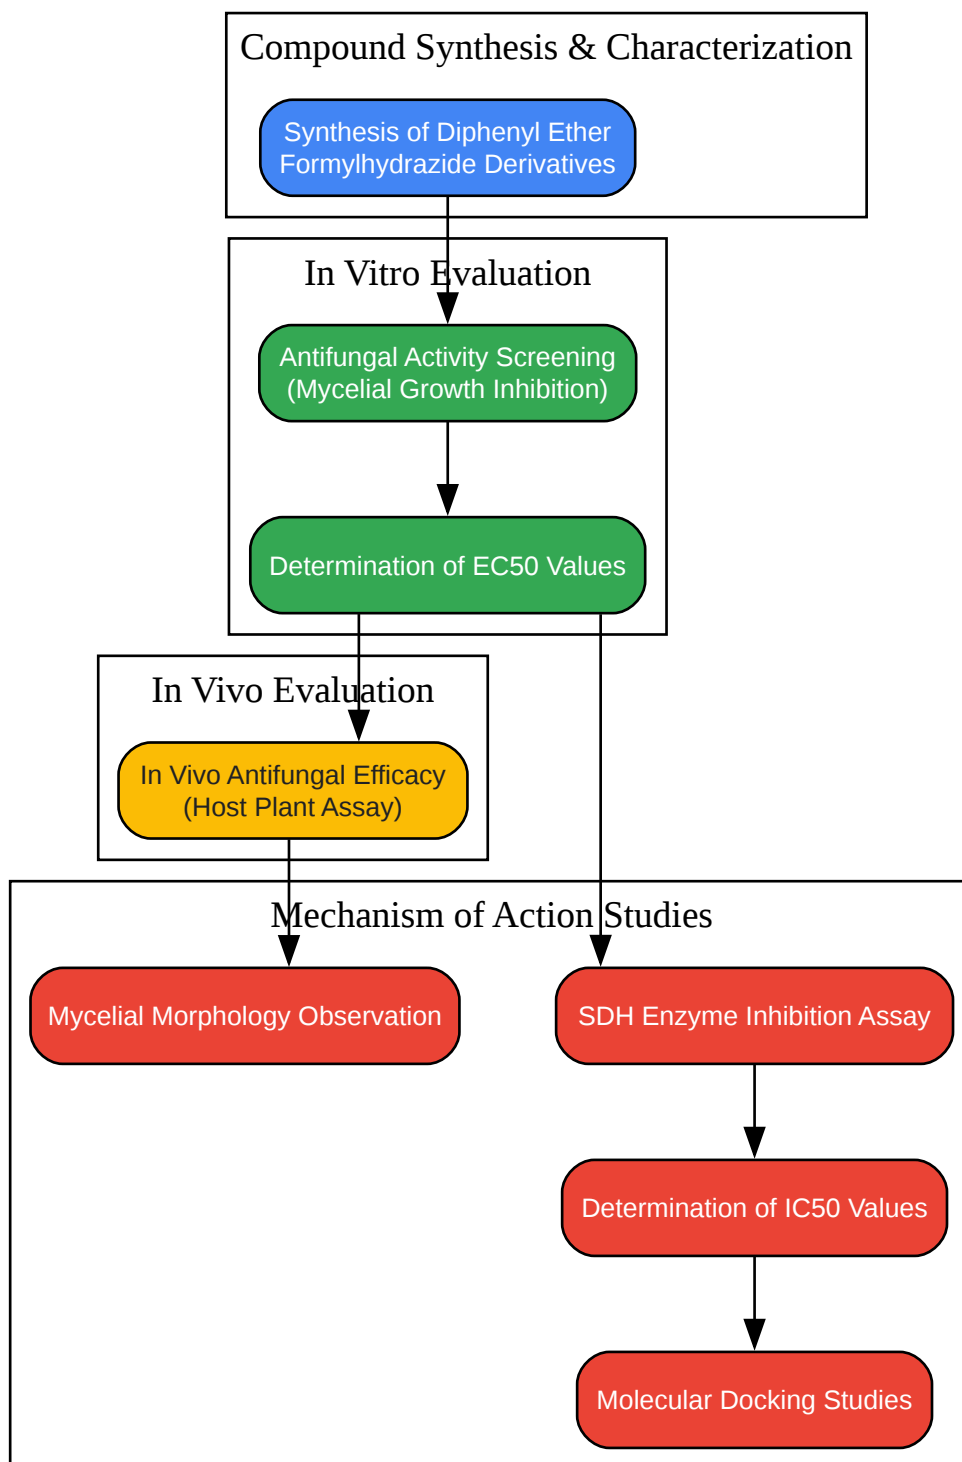 Compound Synthesis & Characterization
Synthesis of Diphenyl Ether
Formylhydrazide Derivatives
In Vitro Evaluation
Antifungal Activity Screening
(Mycelial Growth Inhibition)
Determination of EC50 Values
In Vivo Evaluation
In Vivo Antifungal Efficacy
(Host Plant Assay)
Mechanism of Action Studies
Mycelial Morphology Observation
SDH Enzyme Inhibition Assay
Determination of IC50 Values
Molecular Docking Studies